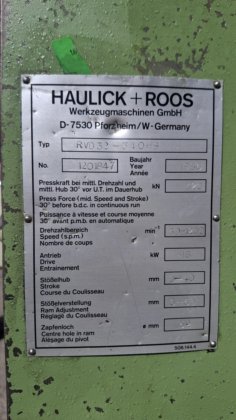 HAULICK + ROOS
Werkzeugmaschinen GmbH
D-7530 Pforzheim/W-Germany
Typ
No. 1201947 Baujahr
Year
Année
Presskraft bei mittl. Drehzahl und
mittl. Hub 30° vor U.T. im Dauerhub kN
Press Force (mid. Speed and Stroke)
-30° before b.d.c. in continuous run
Puissance à vitesse et course moyenne
-30° avant p.m.b. en automatique
Drehzahlbereich min⁻¹
Speed (s.p.m.)
Nombre de coups
Antrieb kW
Drive
Entrainement
Stößelhub mm
Stroke
Course du Coulisseau
Stößelverstellung mm
Ram Adjustment
Réglage du Coulisseau
Zapfenloch ø mm
Centre hole in ram
Alésage du pivot